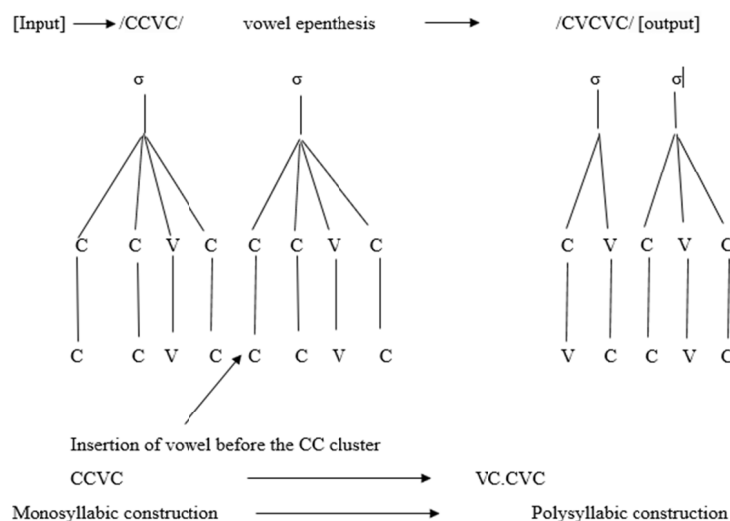 [Input] ⟶ /CCVC/ vowel epenthesis ⟶ /CVCVC/ [output]
σ σ σ σ
C C V C C C V C C V C V C
C C V C C C V C V C C V C
Insertion of vowel before the CC cluster
CCVC ⟶ VC.CVC
Monosyllabic construction ⟶ Polysyllabic construction